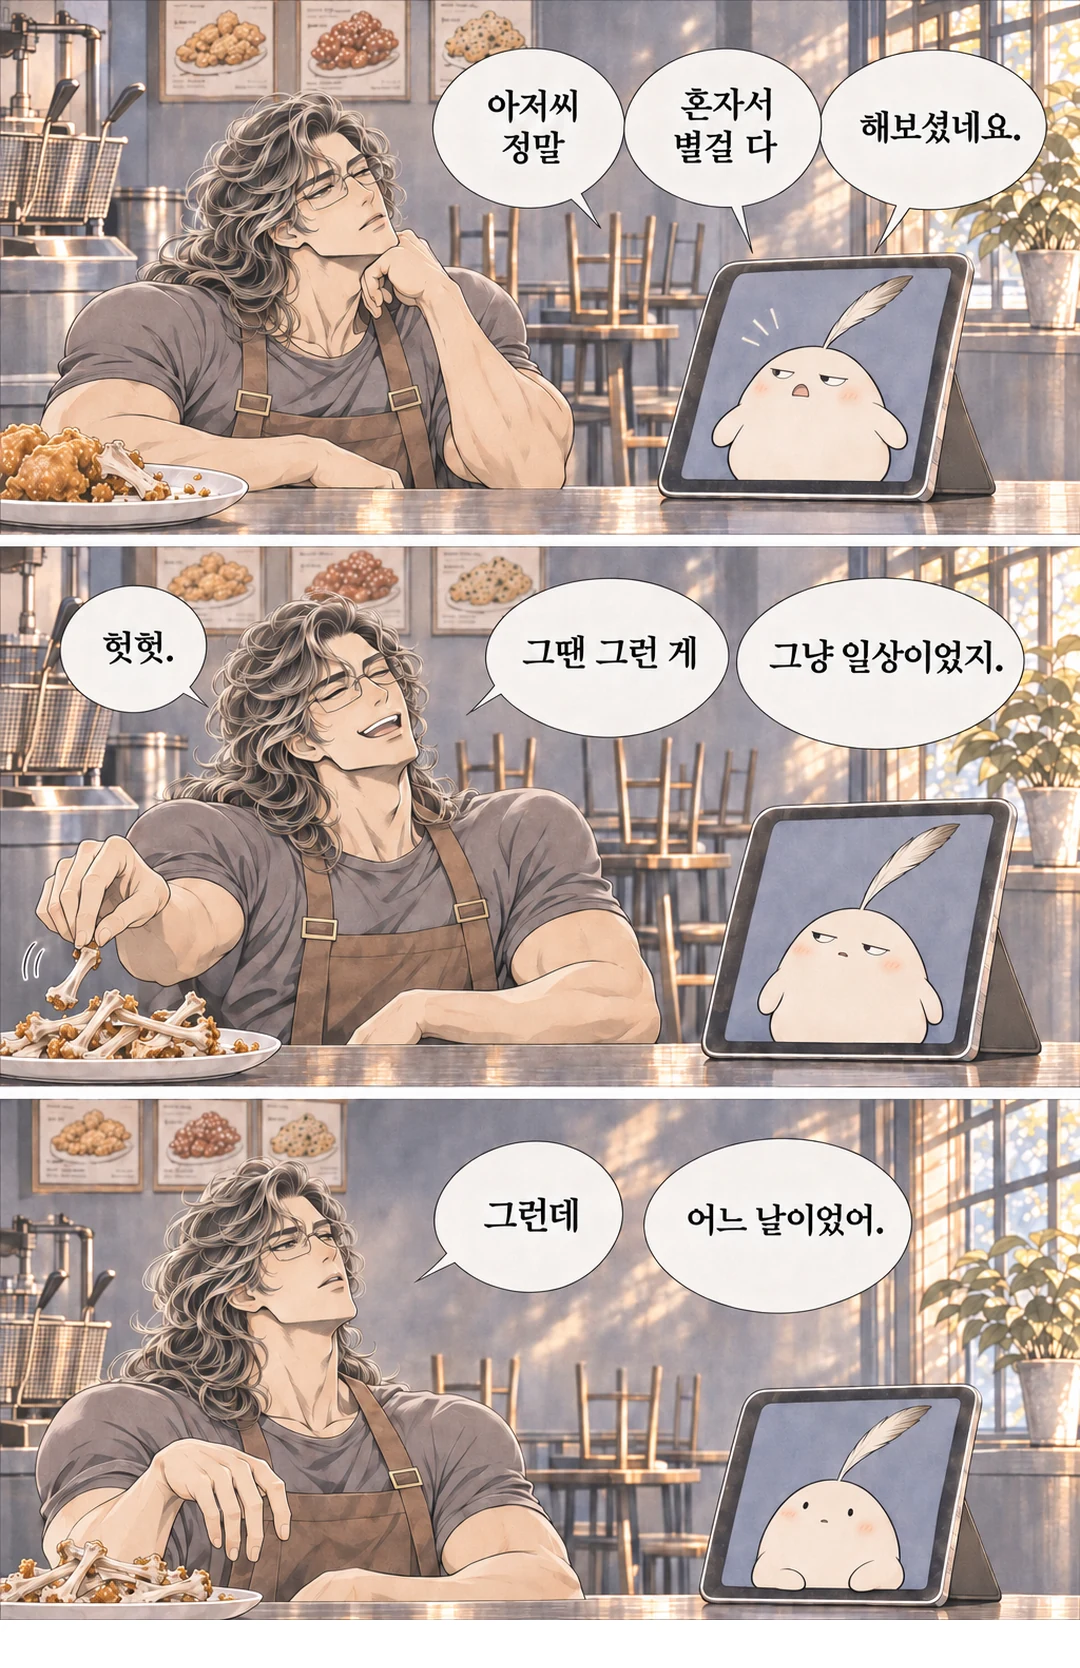 아저씨
정말
혼자서
별걸 다
해보셨네요.
헛헛.
그땐 그런 게
그냥 일상이었지.
그런데
어느 날이었어.